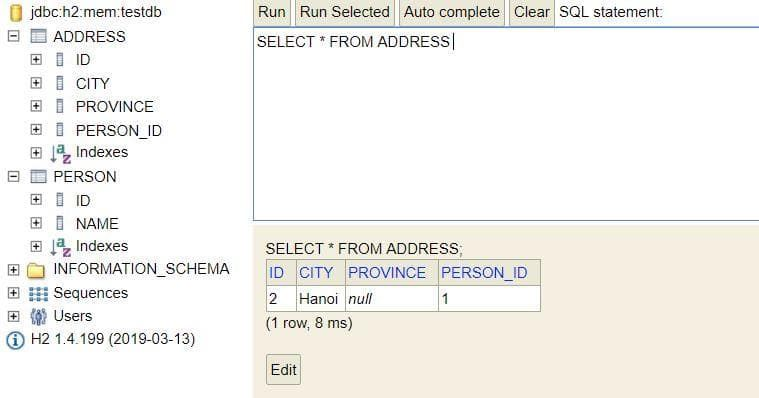 jdbc:h2:mem:testdb
ADDRESS
ID
CITY
PROVINCE
PERSON_ID
Indexes
PERSON
ID
NAME
Indexes
INFORMATION_SCHEMA
Sequences
Users
H2 1.4.199 (2019-03-13)
Run Run Selected Auto complete Clear SQL statement:
SELECT * FROM ADDRESS
SELECT * FROM ADDRESS;
ID CITY PROVINCE PERSON_ID
2 Hanoi null 1
(1 row, 8 ms)
Edit